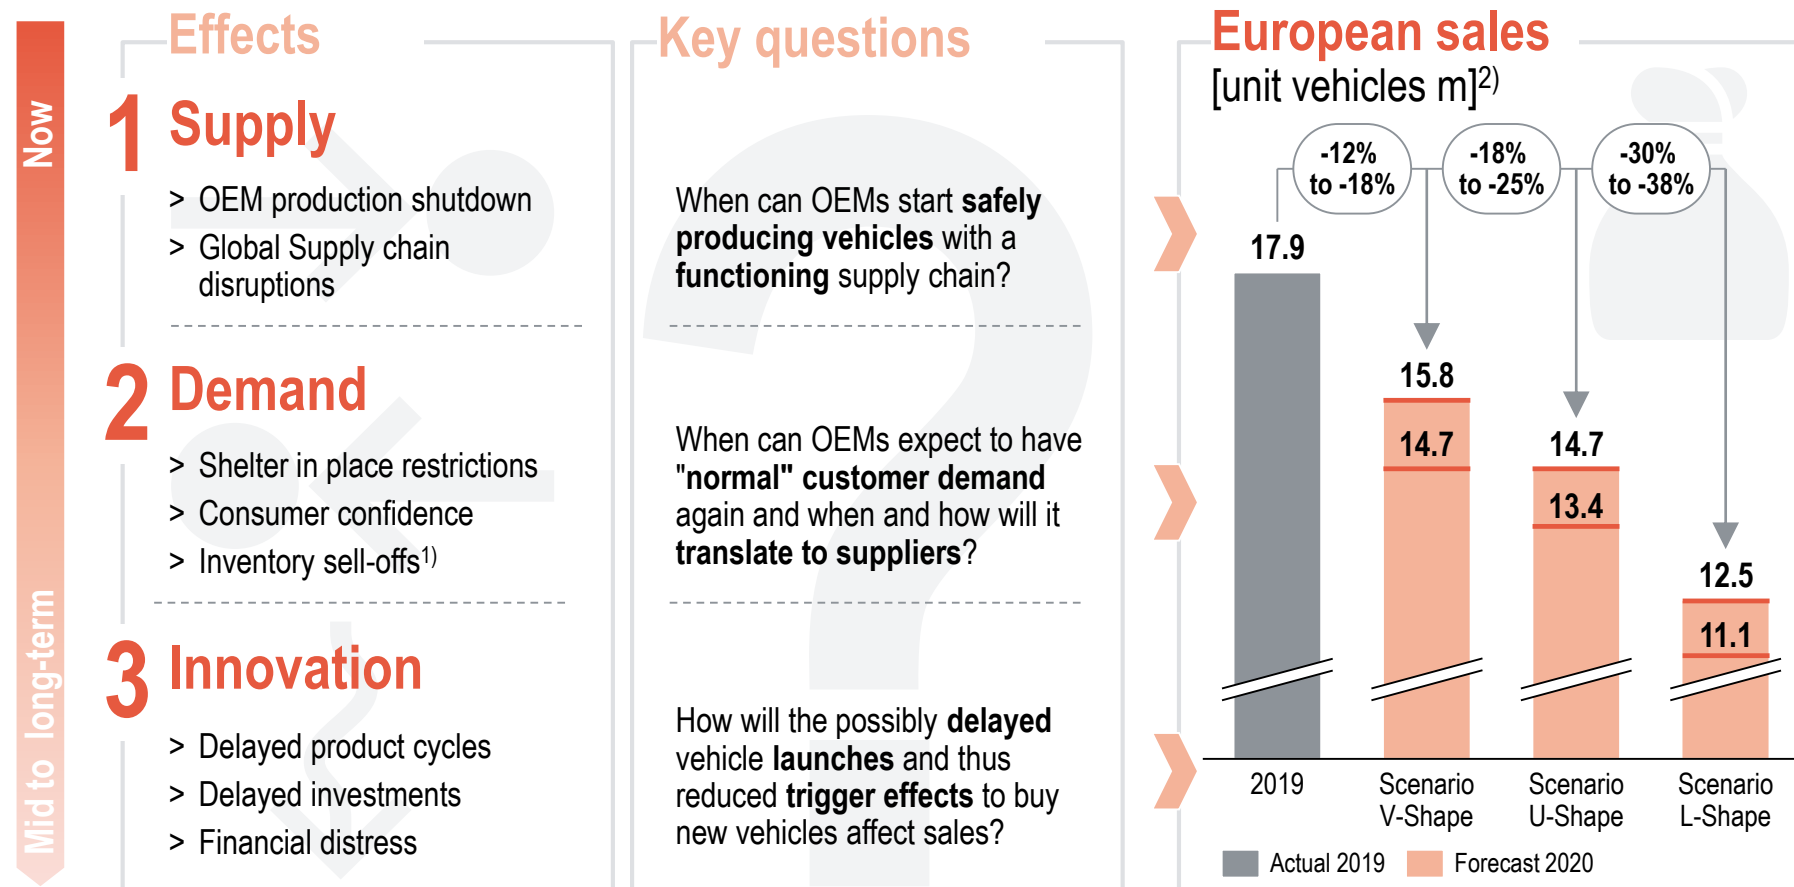 Now
Mid to long-term
Effects
1 Supply
> OEM production shutdown
> Global Supply chain
disruptions
2 Demand
> Shelter in place restrictions
> Consumer confidence
> Inventory sell-offs1)
3 Innovation
> Delayed product cycles
> Delayed investments
> Financial distress
Key questions
When can OEMs start safely
producing vehicles with a
functioning supply chain?
When can OEMs expect to have
"normal" customer demand
again and when and how will it
translate to suppliers?
How will the possibly delayed
vehicle launches and thus
reduced trigger effects to buy
new vehicles affect sales?
European sales
[unit vehicles m]2)
-12%
to -18%
-18%
to -25%
-30%
to -38%
17.9
15.8
14.7
14.7
13.4
12.5
11.1
2019
Scenario
V-Shape
Scenario
U-Shape
Scenario
L-Shape
Actual 2019
Forecast 2020